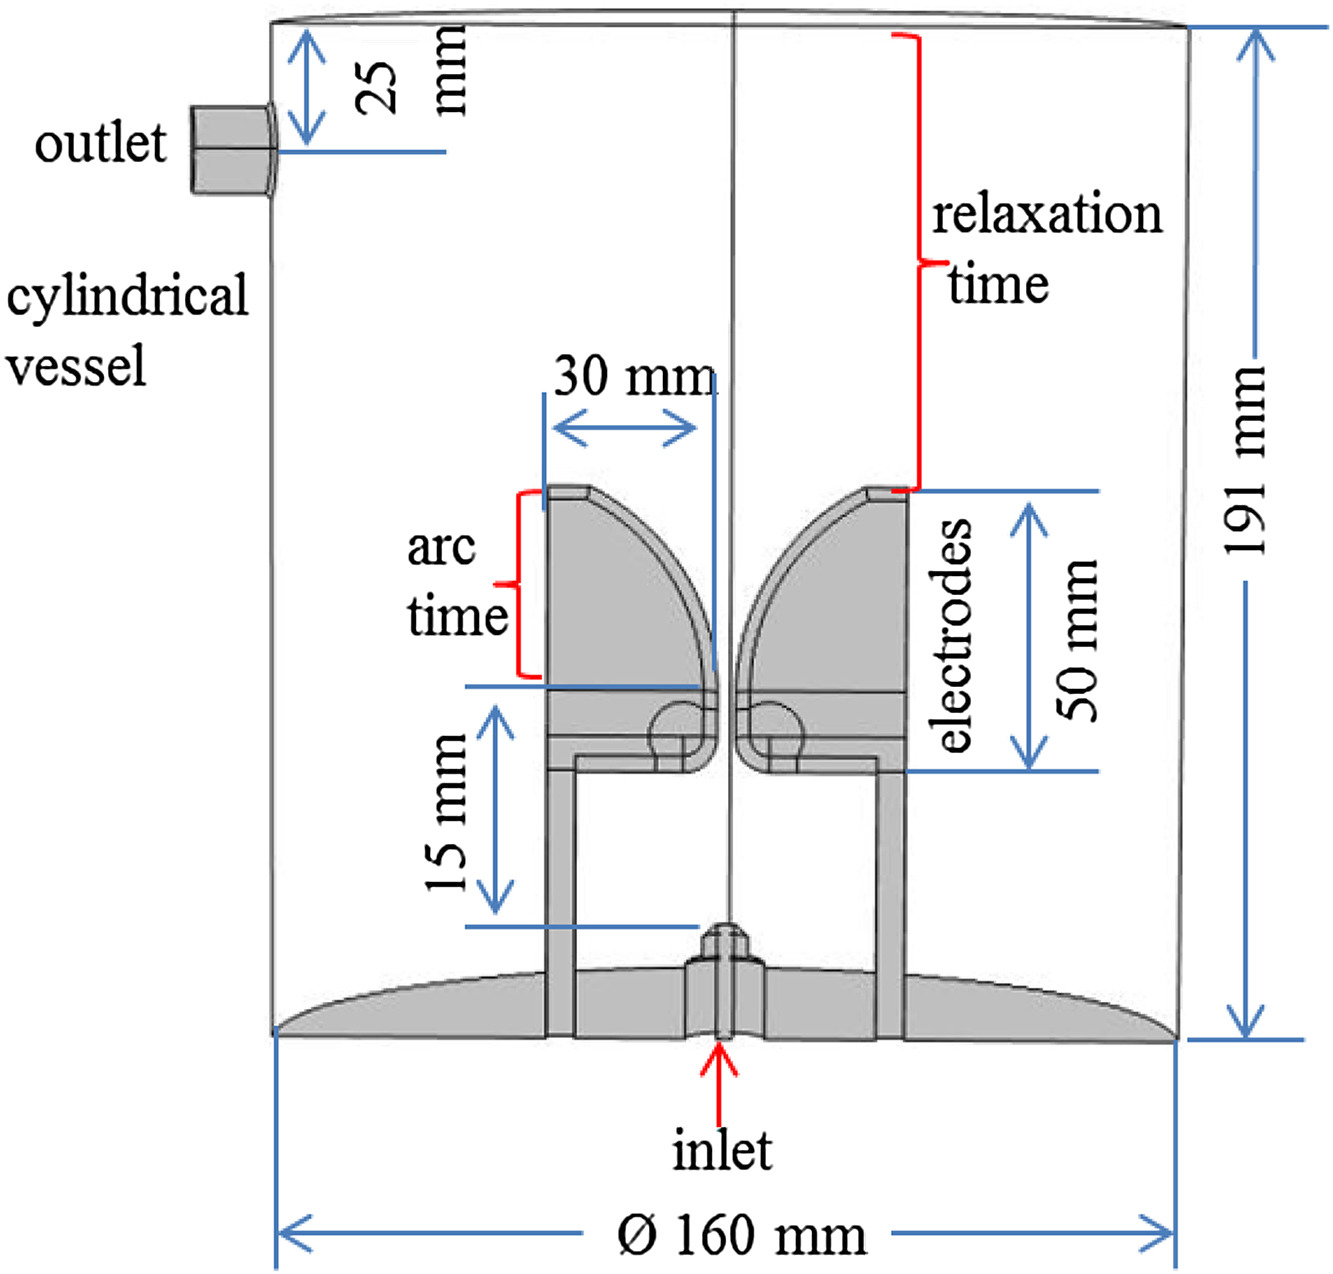 25
mm
outlet
relaxation
time
cylindrical
vessel
30 mm
191 mm
arc
time
electrodes
50 mm
15 mm
inlet
Ø 160 mm